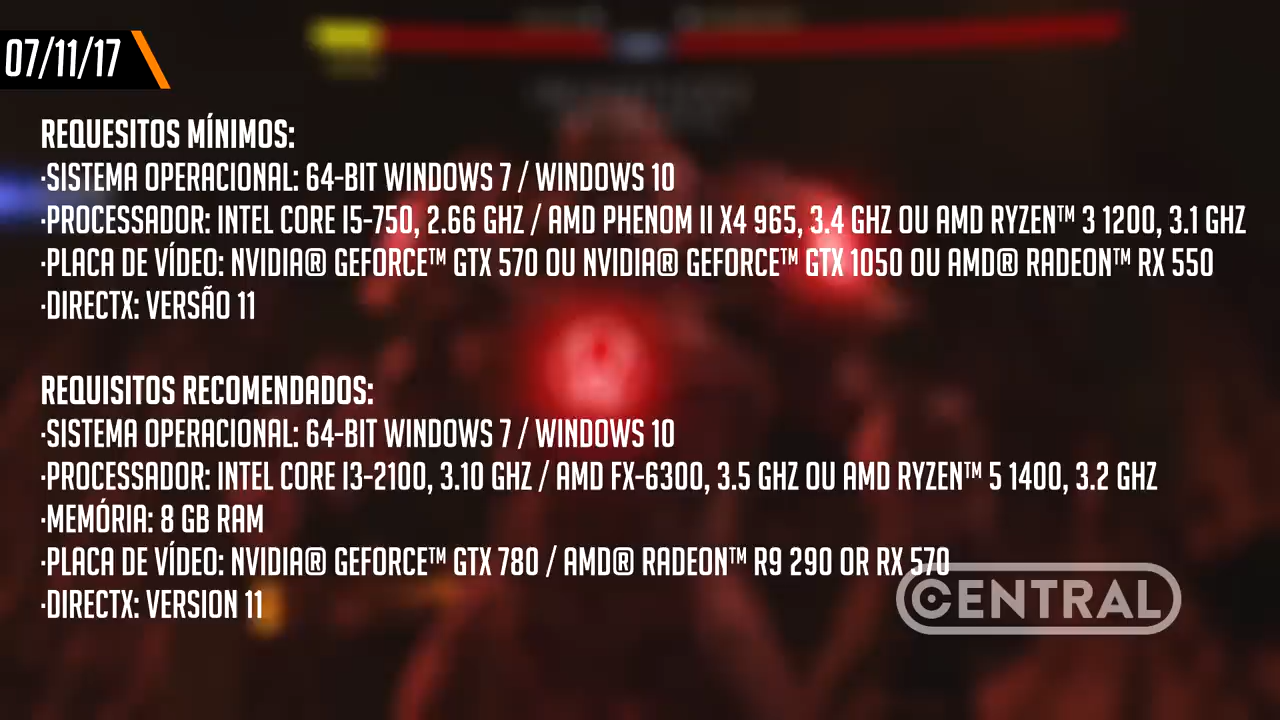 07/11/17
REQUESITOS MÍNIMOS:
·SISTEMA OPERACIONAL: 64-BIT WINDOWS 7 / WINDOWS 10
·PROCESSADOR: INTEL CORE I5-750, 2.66 GHZ / AMD PHENOM II X4 965, 3.4 GHZ OU AMD RYZEN™ 3 1200, 3.1 GHZ
·PLACA DE VÍDEO: NVIDIA® GEFORCE™ GTX 570 OU NVIDIA® GEFORCE™ GTX 1050 OU AMD® RADEON™ RX 550
·DIRECTX: VERSÃO 11
REQUISITOS RECOMENDADOS:
·SISTEMA OPERACIONAL: 64-BIT WINDOWS 7 / WINDOWS 10
·PROCESSADOR: INTEL CORE I3-2100, 3.10 GHZ / AMD FX-6300, 3.5 GHZ OU AMD RYZEN™ 5 1400, 3.2 GHZ
·MEMÓRIA: 8 GB RAM
·PLACA DE VÍDEO: NVIDIA® GEFORCE™ GTX 780 / AMD® RADEON™ R9 290 OR RX 570
·DIRECTX: VERSION 11
CENTRAL